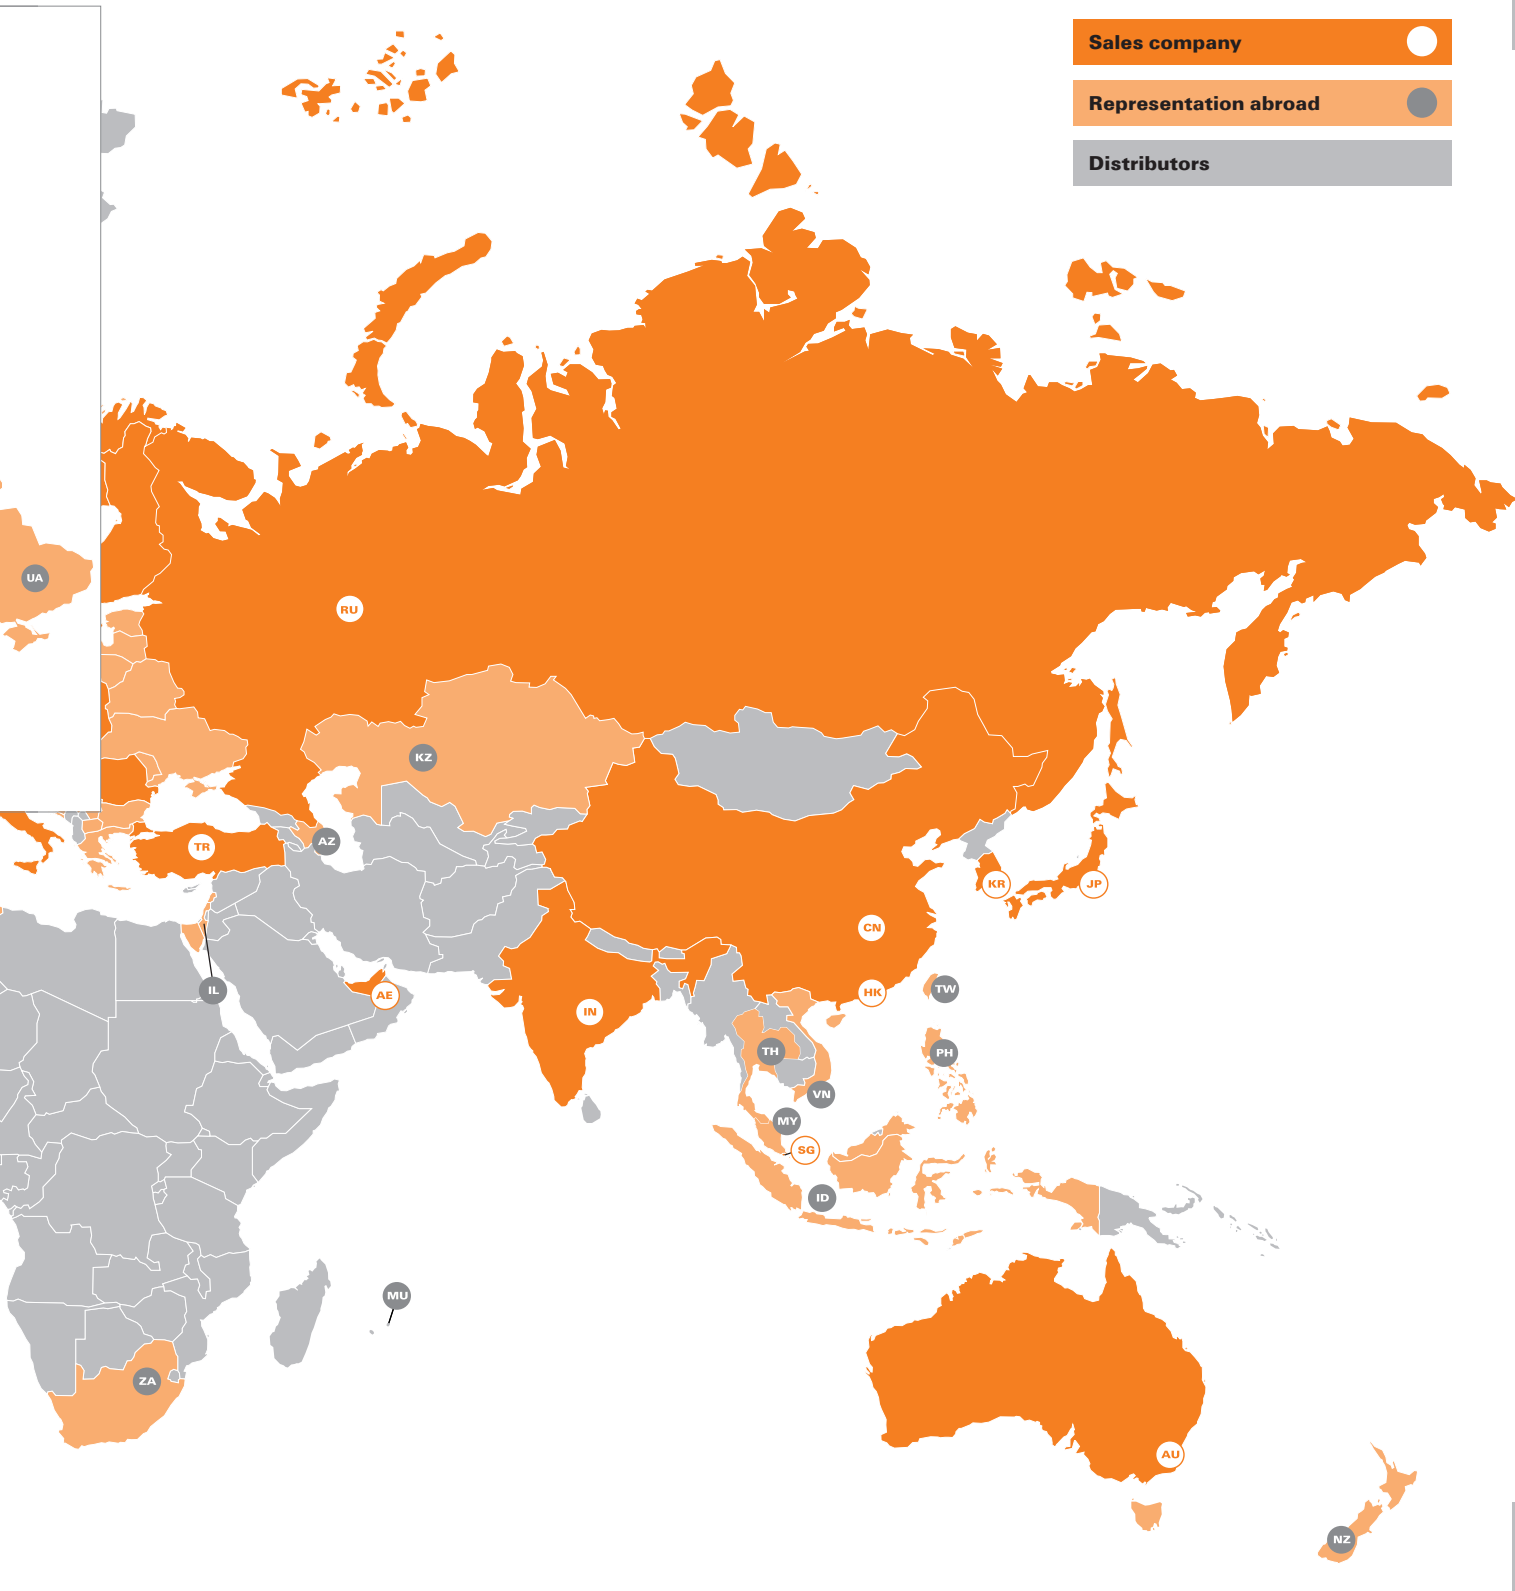 Sales company
Representation abroad
Distributors
UA
RU
KZ
TR
AZ
KR
JP
CN
IL
AE
HK
TW
IN
TH
PH
VN
MY
SG
ID
MU
ZA
AU
NZ